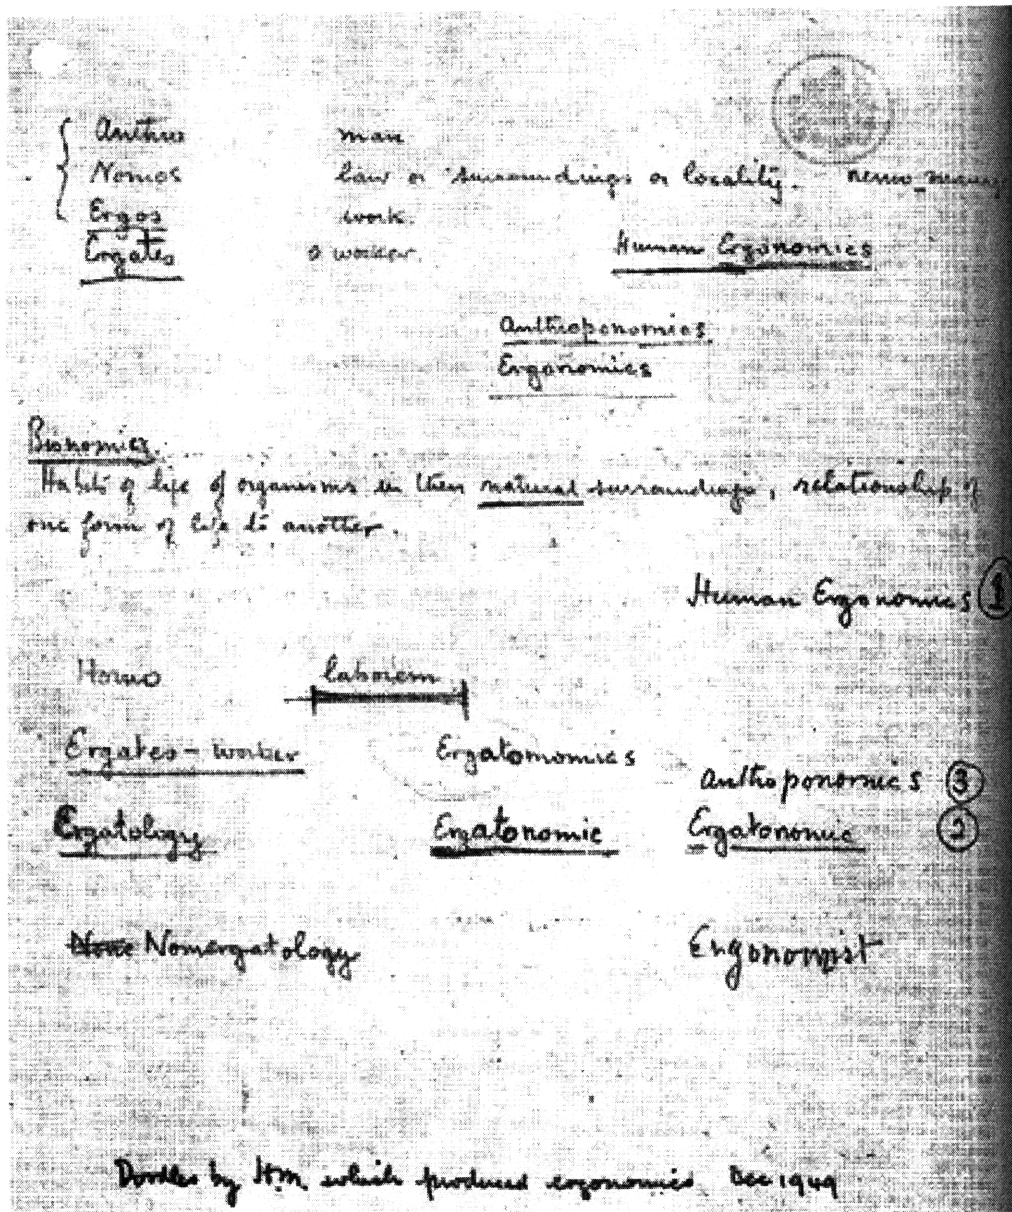 Anthro man
Nomos law or surroundings or locality.
Ergos work.
Ergates a worker. Human Ergonomics
Anthroponomics
Ergonomics
Bionomics.
Habits of life of organisms in their natural surroundings, relationship of
one form of life to another.
Human Ergonomics 1
Homo laborem
Ergates - worker Ergatonomics
Anthroponomics 3
Ergatology Ergatonomic Ergatonomic 2
Nomergatology Ergonomist
Doodles by H.M. which produced ergonomics Dec 1949